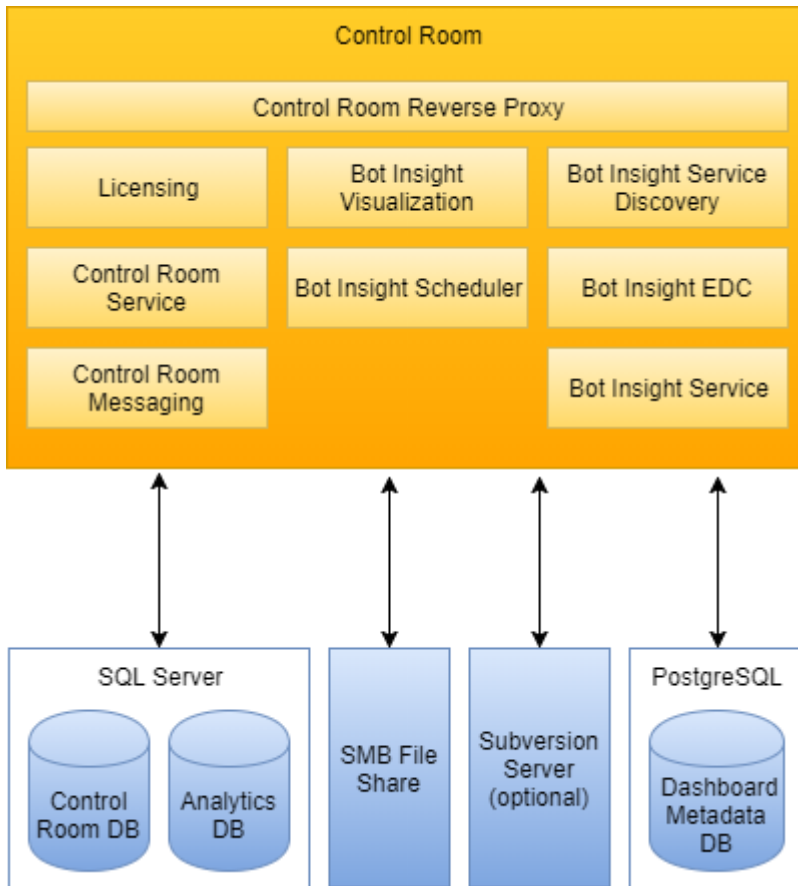 Control Room
Control Room Reverse Proxy
Licensing
Bot Insight
Visualization
Bot Insight Service
Discovery
Control Room
Service
Bot Insight Scheduler
Bot Insight EDC
Control Room
Messaging
Bot Insight Service
SQL Server
Control
Room DB
Analytics
DB
SMB File
Share
Subversion
Server
(optional)
PostgreSQL
Dashboard
Metadata
DB